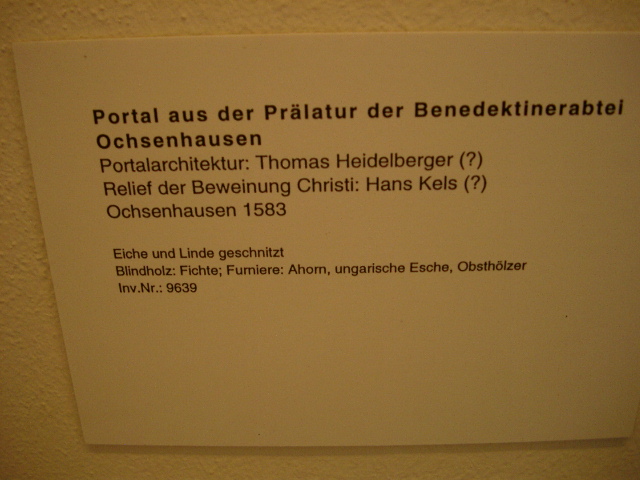 Portal aus der Prälatur der Benedektinerabtei
Ochsenhausen
Portalarchitektur: Thomas Heidelberger (?)
Relief der Beweinung Christi: Hans Kels (?)
Ochsenhausen 1583
Eiche und Linde geschnitzt
Blindholz: Fichte; Furniere: Ahorn, ungarische Esche, Obsthölzer
Inv.Nr.: 9639